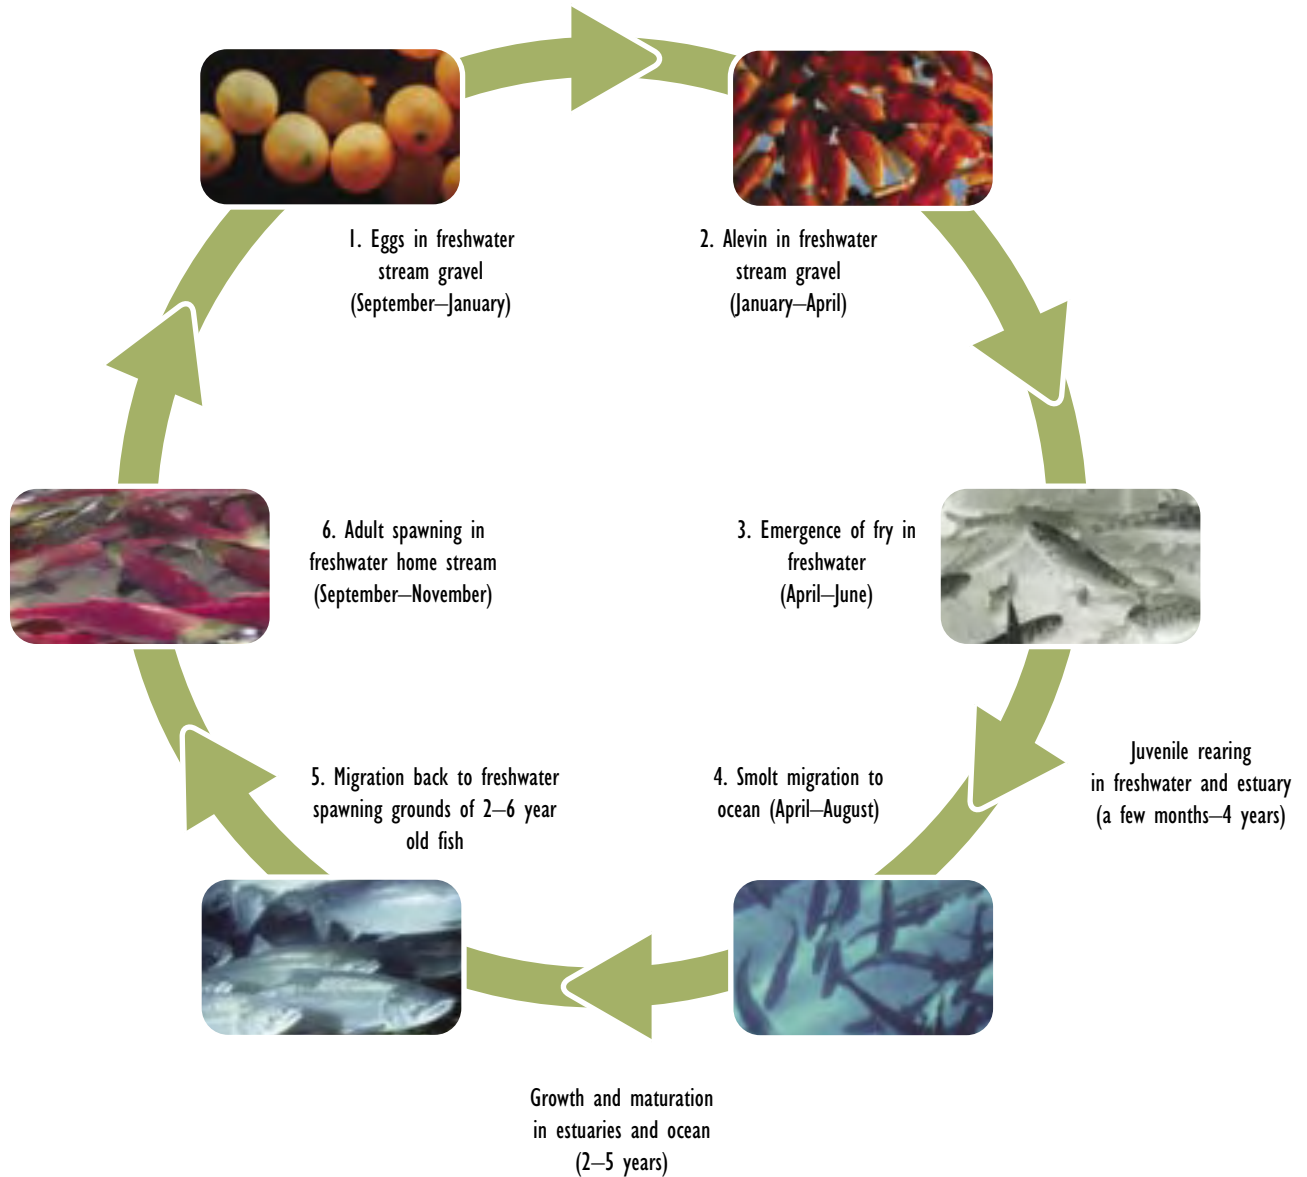 1. Eggs in freshwater
stream gravel
(September–January)
2. Alevin in freshwater
stream gravel
(January–April)
3. Emergence of fry in
freshwater
(April–June)
Juvenile rearing
in freshwater and estuary
(a few months–4 years)
4. Smolt migration to
ocean (April–August)
Growth and maturation
in estuaries and ocean
(2–5 years)
5. Migration back to freshwater
spawning grounds of 2–6 year
old fish
6. Adult spawning in
freshwater home stream
(September–November)